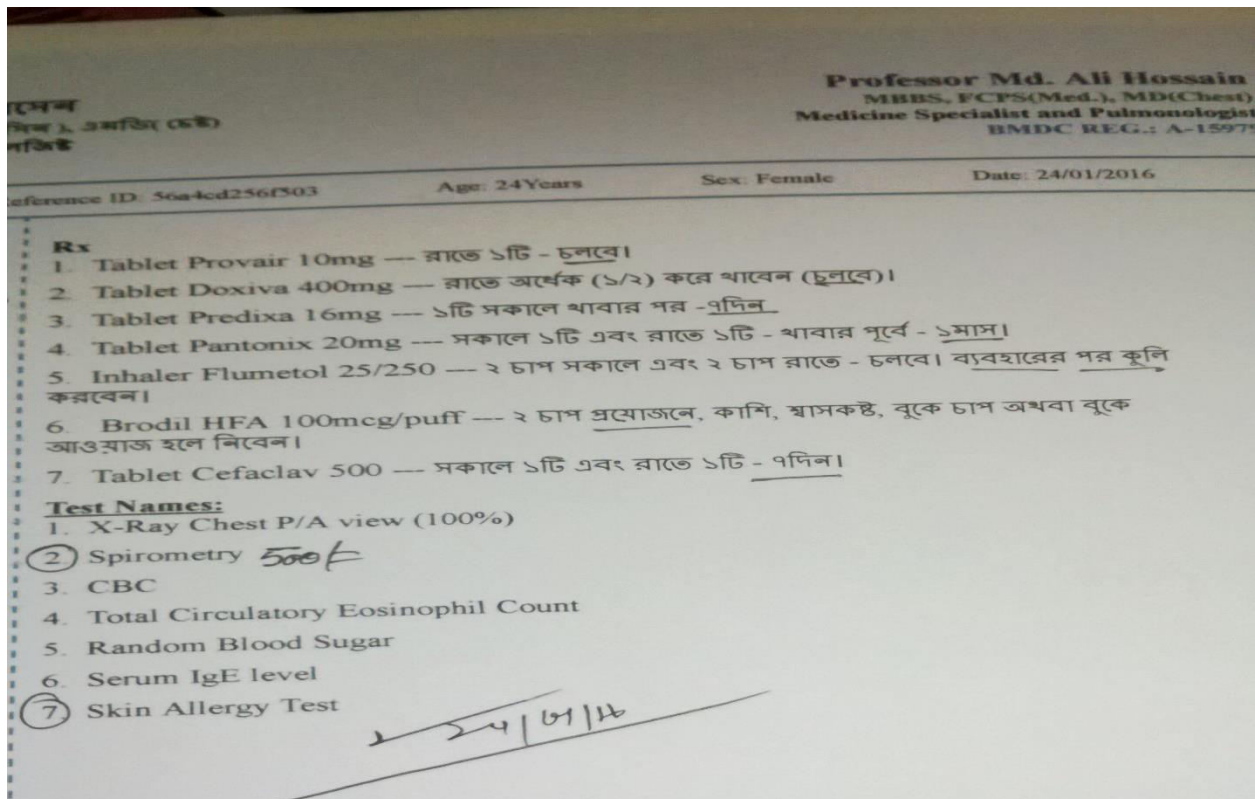 Professor Md. Ali Hossain
MBBS, FCPS(Med.), MD(Chest)
Medicine Specialist and Pulmonologist
BMDC REG.: A-15975
Reference ID: 56a4cd256f503 Age: 24Years Sex: Female Date: 24/01/2016
Rx
1. Tablet Provair 10mg --- রাতে ১টি - চলবে।
2. Tablet Doxiva 400mg --- রাতে অর্ধেক (১/২) করে খাবেন (চলবে)।
3. Tablet Predixa 16mg --- ১টি সকালে খাবার পর -৭দিন
4. Tablet Pantonix 20mg --- সকালে ১টি এবং রাতে ১টি - খাবার পূর্বে - ১মাস।
5. Inhaler Flumetol 25/250 --- ২ চাপ সকালে এবং ২ চাপ রাতে - চলবে। ব্যবহারের পর কুলি
করবেন।
6. Brodil HFA 100mcg/puff --- ২ চাপ প্রয়োজনে, কাশি, শ্বাসকষ্ট, বুকে চাপ অথবা বুকে
আওয়াজ হলে নিবেন।
7. Tablet Cefaclav 500 --- সকালে ১টি এবং রাতে ১টি - ৭দিন।
Test Names:
1. X-Ray Chest P/A view (100%)
2. Spirometry 500/-
3. CBC
4. Total Circulatory Eosinophil Count
5. Random Blood Sugar
6. Serum IgE level
7. Skin Allergy Test